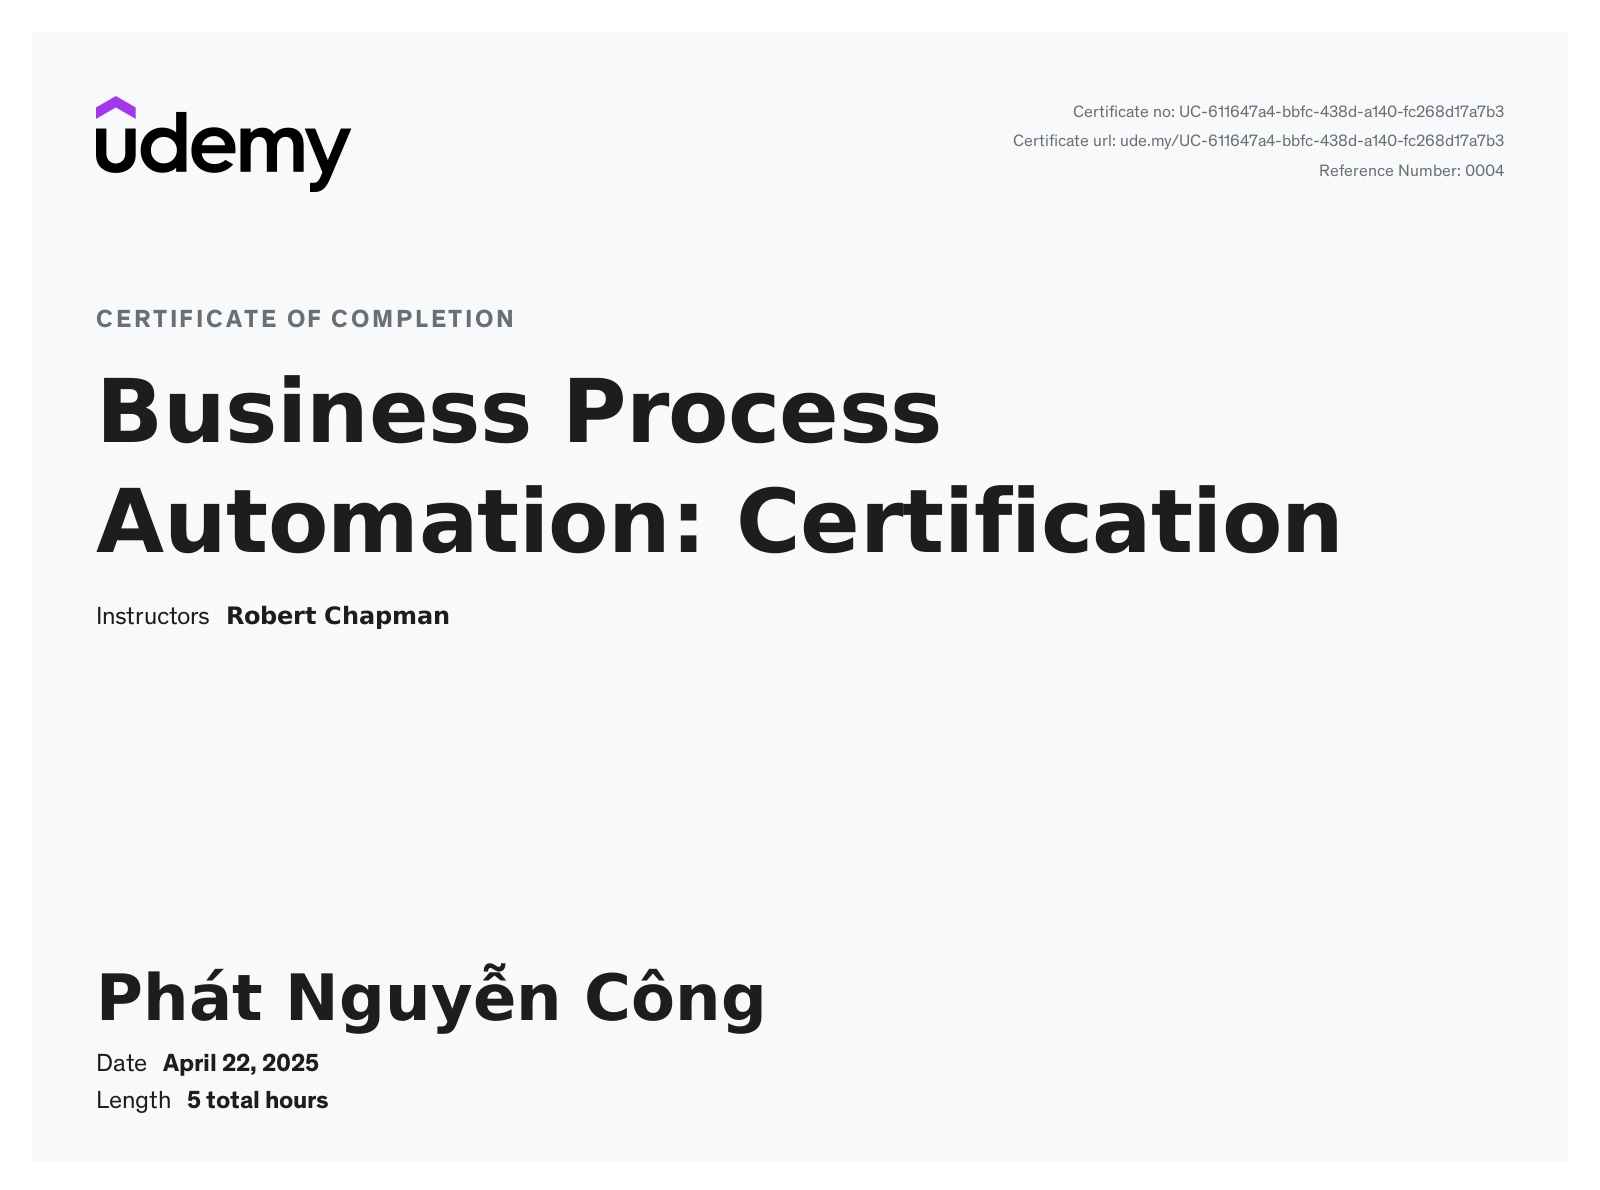 udemy
Certificate no: UC-611647a4-bbfc-438d-a140-fc268d17a7b3
Certificate url: ude.my/UC-611647a4-bbfc-438d-a140-fc268d17a7b3
Reference Number: 0004
CERTIFICATE OF COMPLETION
Business Process
Automation: Certification
Instructors Robert Chapman
Phát Nguyễn Công
Date April 22, 2025
Length 5 total hours